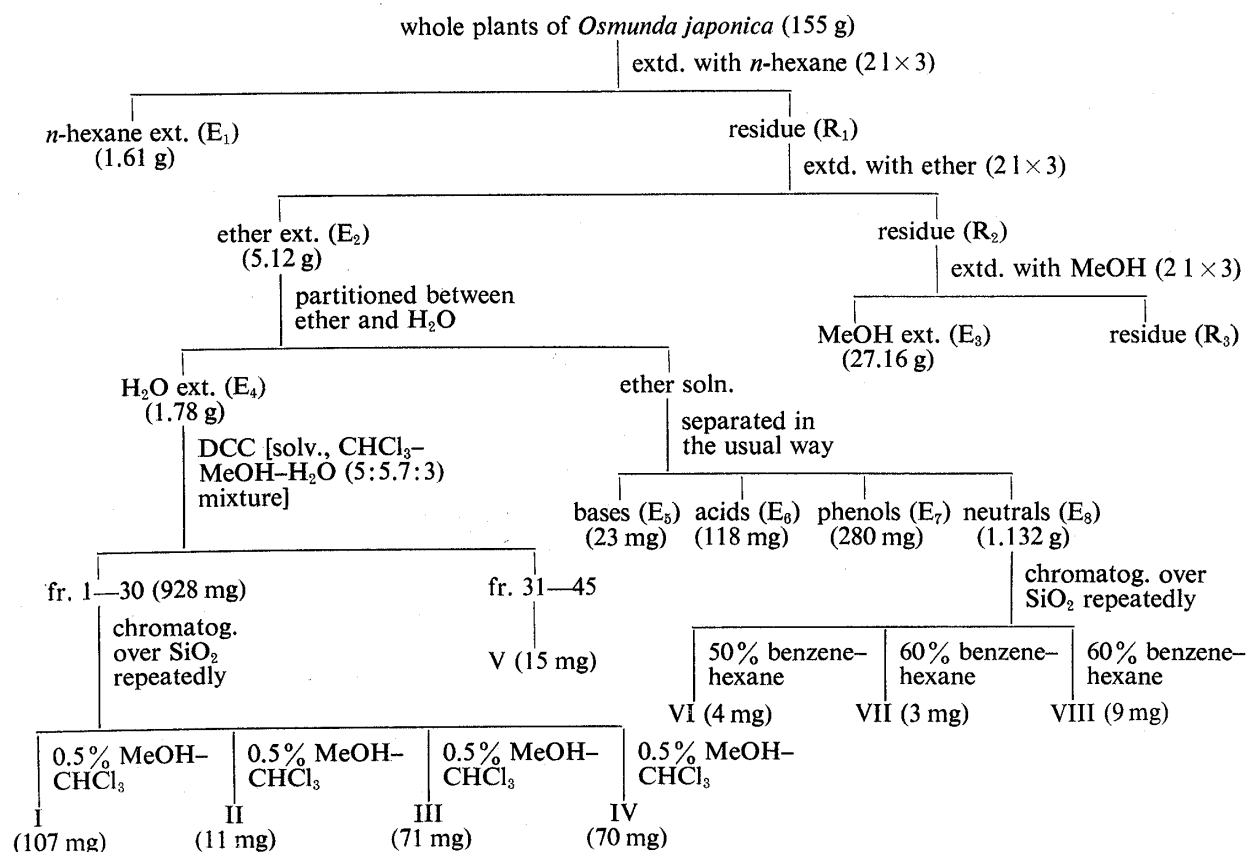 whole plants of Osmunda japonica (155 g)
extd. with n-hexane (2 l×3)
n-hexane ext. (E₁)
(1.61 g)
residue (R₁)
extd. with ether (2 l×3)
ether ext. (E₂)
(5.12 g)
residue (R₂)
extd. with MeOH (2 l×3)
partitioned between
ether and H₂O
MeOH ext. (E₃)
(27.16 g)
residue (R₃)
H₂O ext. (E₄)
(1.78 g)
ether soln.
DCC [solv., CHCl₃–
MeOH–H₂O (5:5.7:3)
mixture]
separated in
the usual way
bases (E₅)
(23 mg)
acids (E₆)
(118 mg)
phenols (E₇)
(280 mg)
neutrals (E₈)
(1.132 g)
fr. 1—30 (928 mg)
fr. 31—45
chromatog. over
SiO₂ repeatedly
chromatog.
over SiO₂
repeatedly
V (15 mg)
50% benzene–
hexane
60% benzene–
hexane
60% benzene–
hexane
VI (4 mg)
VII (3 mg)
VIII (9 mg)
0.5% MeOH–
CHCl₃
0.5% MeOH–
CHCl₃
0.5% MeOH–
CHCl₃
0.5% MeOH–
CHCl₃
I
(107 mg)
II
(11 mg)
III
(71 mg)
IV
(70 mg)